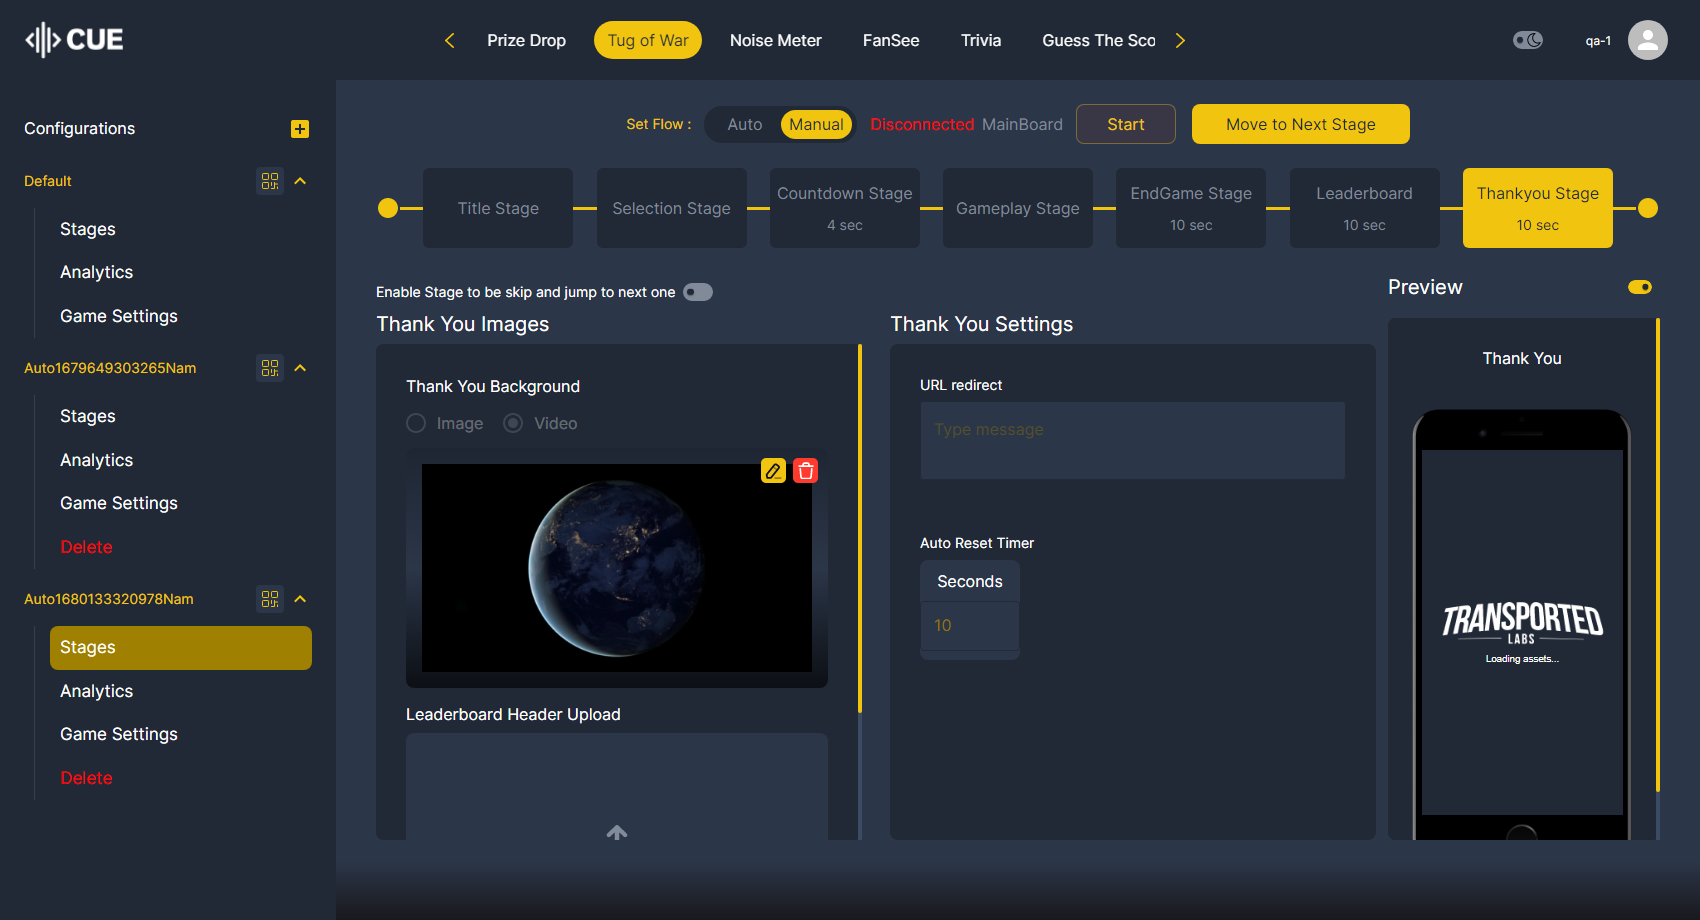 CUE
Prize Drop
Tug of War
Noise Meter
FanSee
Trivia
Guess The Sco
qa-1
Configurations
Default
Stages
Analytics
Game Settings
Auto1679649303265Nam
Stages
Analytics
Game Settings
Delete
Auto1680133320978Nam
Stages
Analytics
Game Settings
Delete
Set Flow :
Auto
Manual
Disconnected MainBoard
Start
Move to Next Stage
Title Stage
Selection Stage
Countdown Stage
4 sec
Gameplay Stage
EndGame Stage
10 sec
Leaderboard
10 sec
Thankyou Stage
10 sec
Enable Stage to be skip and jump to next one
Thank You Images
Thank You Background
Image
Video
Leaderboard Header Upload
Thank You Settings
URL redirect
Type message
Auto Reset Timer
Seconds
10
Preview
Thank You
TRANSPORTED
LABS
Loading assets...